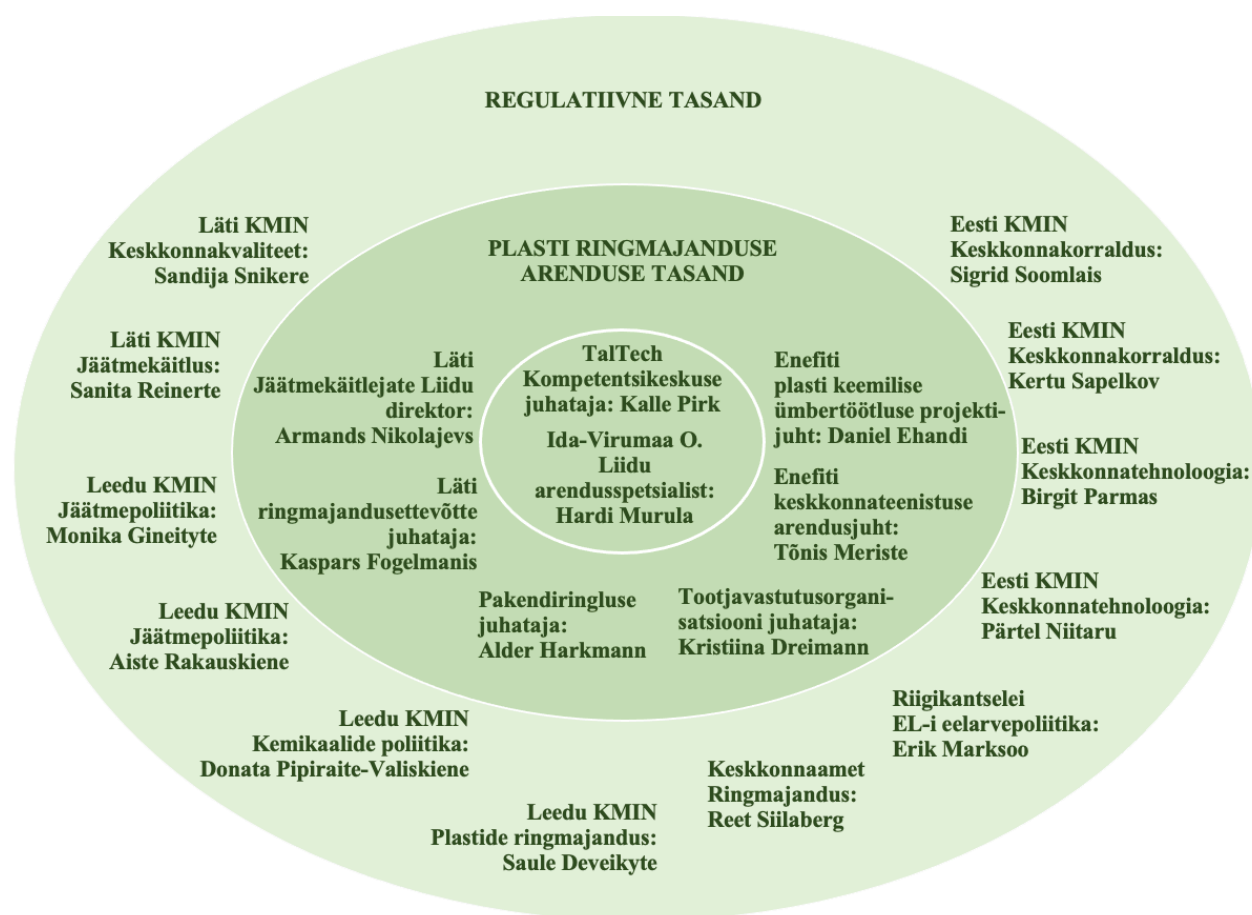 REGULATIIVNE TASAND
Läti KMIN
Keskkonnakvaliteet:
Sandija Snikere
Eesti KMIN
Keskkonnakorraldus:
Sigrid Soomlais
PLASTI RINGMAJANDUSE
ARENDUSE TASAND
Läti KMIN
Jäätmekäitlus:
Sanita Reinerte
Eesti KMIN
Keskkonnakorraldus:
Kertu Sapelkov
Läti
Jäätmekäitlejate Liidu
direktor:
Armands Nikolajevs
TalTech
Kompetentsikeskuse
juhataja: Kalle Pirk
Enefiti
plasti keemilise
ümbertöötluse projekti-
juht: Daniel Ehandi
Ida-Virumaa O.
Liidu
arendusspetsialist:
Hardi Murula
Eesti KMIN
Keskkonnatehnoloogia:
Birgit Parmas
Leedu KMIN
Jäätmepoliitika:
Monika Gineityte
Läti
ringmajandusettevõtte
juhataja:
Kaspars Fogelmanis
Enefiti
keskkonnateenistuse
arendusjuht:
Tõnis Meriste
Eesti KMIN
Keskkonnatehnoloogia:
Pärtel Niitaru
Leedu KMIN
Jäätmepoliitika:
Aiste Rakauskiene
Pakendiringluse
juhataja:
Alder Harkmann
Tootjavastutusorgani-
satsiooni juhataja:
Kristiina Dreimann
Riigikantselei
EL-i eelarvepoliitika:
Erik Marksoo
Leedu KMIN
Kemikaalide poliitika:
Donata Pipiraite-Valiskiene
Keskkonnaamet
Ringmajandus:
Reet Siilaberg
Leedu KMIN
Plastide ringmajandus:
Saule Deveikyte